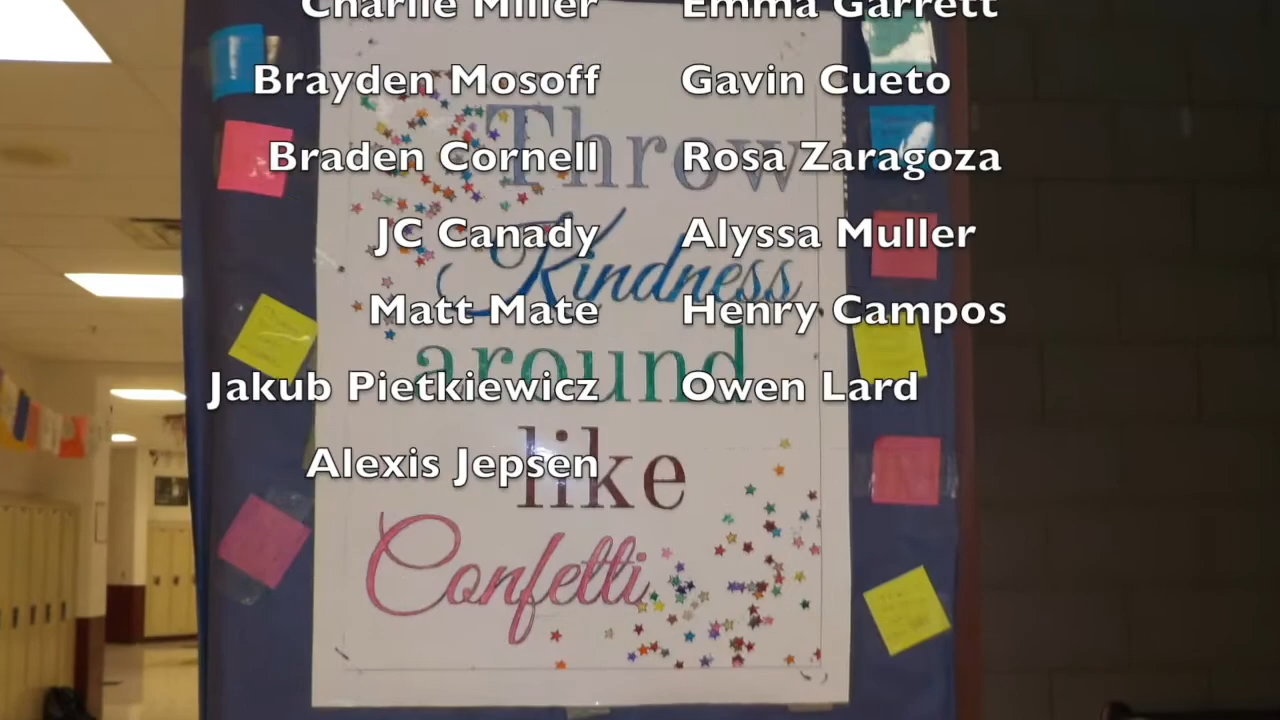 Charlie Miller Emma Garrett
Brayden Mosoff Gavin Cueto
Braden Cornell Rosa Zaragoza
JC Canady Alyssa Muller
Matt Mate Henry Campos
Jakub Pietkiewicz Owen Lard
Alexis Jepsen
Throw
Kindness
around
like
Confetti